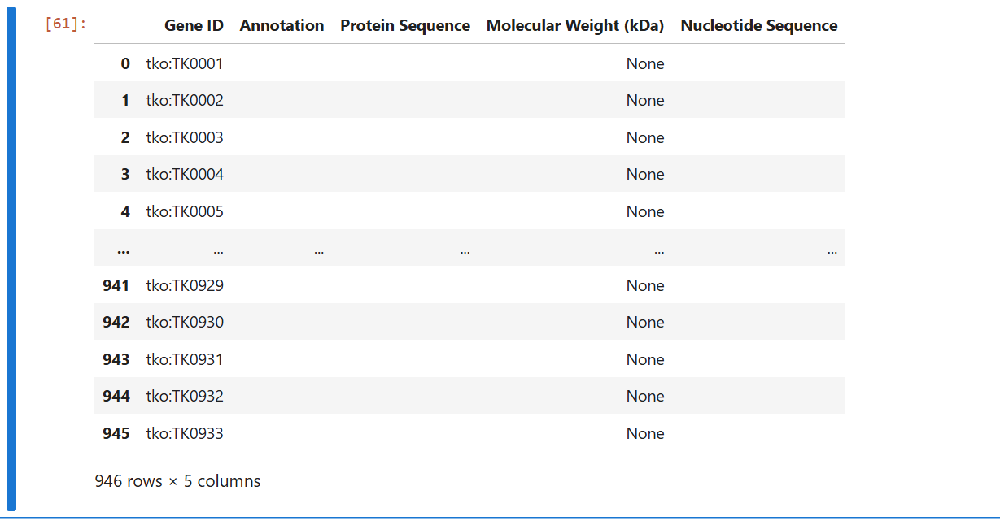 [61]:
Gene ID Annotation Protein Sequence Molecular Weight (kDa) Nucleotide Sequence
0 tko:TK0001 None
1 tko:TK0002 None
2 tko:TK0003 None
3 tko:TK0004 None
4 tko:TK0005 None
... ... ... ... ... ...
941 tko:TK0929 None
942 tko:TK0930 None
943 tko:TK0931 None
944 tko:TK0932 None
945 tko:TK0933 None
946 rows × 5 columns